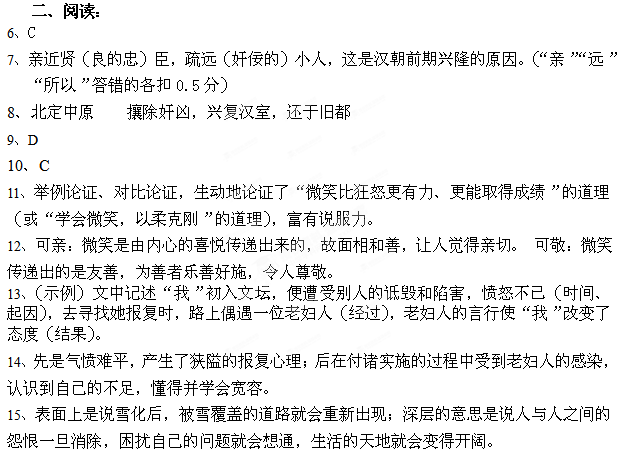 二、阅读:
6、C
7、亲近贤（良的忠）臣，疏远（奸佞的）小人，这是汉朝前期兴隆的原因。（“亲 ”“远 ”
“所以 ”答错的各扣 0.5 分）
8、北定中原 攘除奸凶，兴复汉室，还于旧都
9、D
10、C
11、举例论证、对比论证，生动地论证了 “微笑比狂怒更有力、更能取得成绩 ”的道理
（或 “学会微笑，以柔克刚 ”的道理），富有说服力。
12、可亲：微笑是由内心的喜悦传递出来的，故面相和善，让人觉得亲切。 可敬：微笑
传递出的是友善，为善者乐善好施，令人尊敬。
13、（示例）文中记述 “我 ”初入文坛，便遭受别人的诋毁和陷害，愤怒不已（时间、
起因），去寻找她报复时，路上偶遇一位老妇人（经过），老妇人的言行使 “我 ”改变了
态度（结果）。
14、先是气愤难平，产生了狭隘的报复心理；后在付诸实施的过程中受到老妇人的感染，
认识到自己的不足，懂得并学会宽容。
15、表面上是说雪化后，被雪覆盖的道路就会重新出现；深层的意思是说人与人之间的
怨恨一旦消除，困扰自己的问题就会想通，生活的天地就会变得开阔。